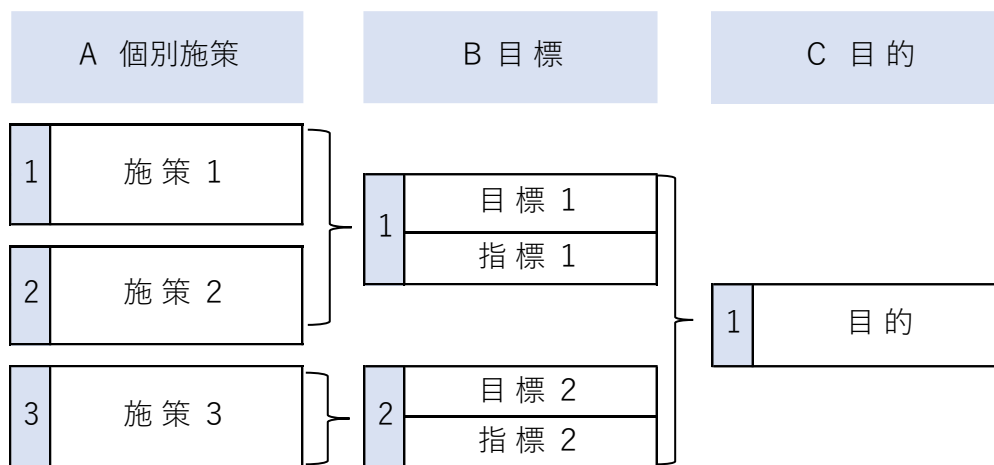 A 個別施策
B 目標
C 目的
1 施策 1
2 施策 2
3 施策 3
1 目標 1
指標 1
2 目標 2
指標 2
1 目的